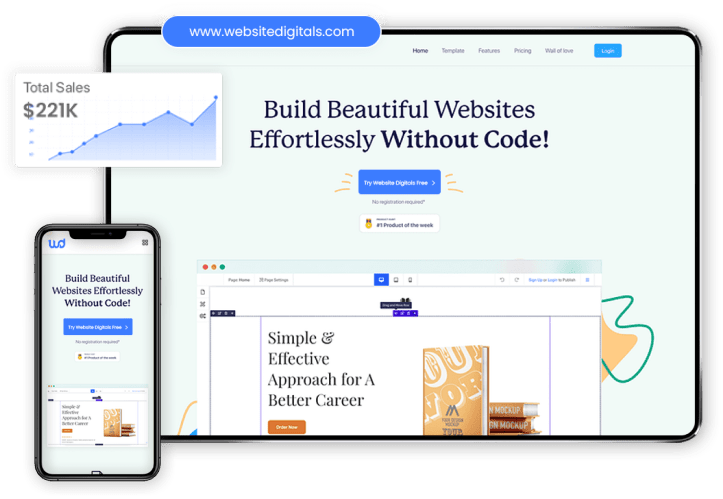 www.websitedigitals.com
Home Template Features Pricing Wall of love Login
Total Sales
$221K
Build Beautiful Websites
Effortlessly Without Code!
Try Website Digitals Free
No registration required*
#1 Product of the week
Page: Home Page Settings
Sign Up or Login to Publish
Drag and Move Row
Simple &
Effective
Approach for A
Better Career
Order Now
MOCKUP
wd
Build Beautiful
Websites Effortlessly
Without Code!
Try Website Digitals Free
No registration required*
#1 Product of the week
Simple &
Effective
Approach for A
Better Career